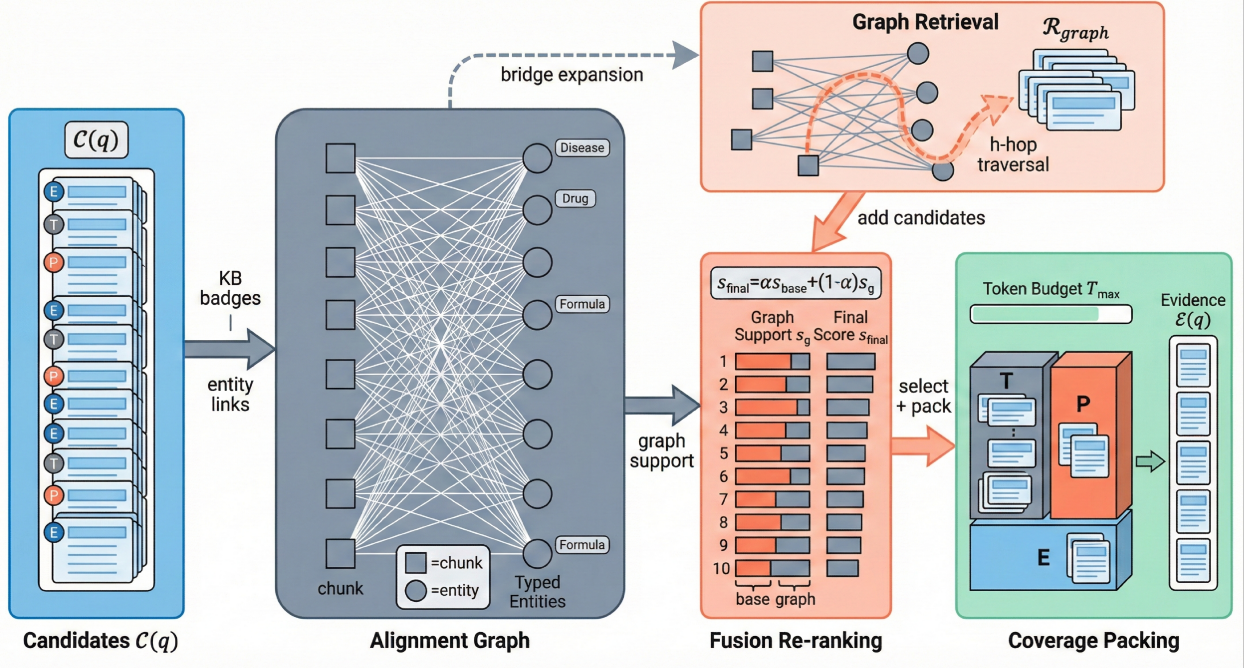 Graph Retrieval
𝓡graph
bridge expansion
h-hop
traversal
add candidates
𝒞(q)
E
T
P
E
T
P
E
E
T
P
E
KB
badges
entity
links
Disease
Drug
Formula
Formula
chunk
=chunk
=entity
Typed
Entities
graph
support
s_final=αs_base+(1-α)s_g
Graph
Support s_g
Final
Score s_final
1
2
3
4
5
6
7
8
9
10
base graph
select
+ pack
Token Budget T_max
Evidence
ℰ(q)
T
P
E
Candidates 𝒞(q)
Alignment Graph
Fusion Re-ranking
Coverage Packing